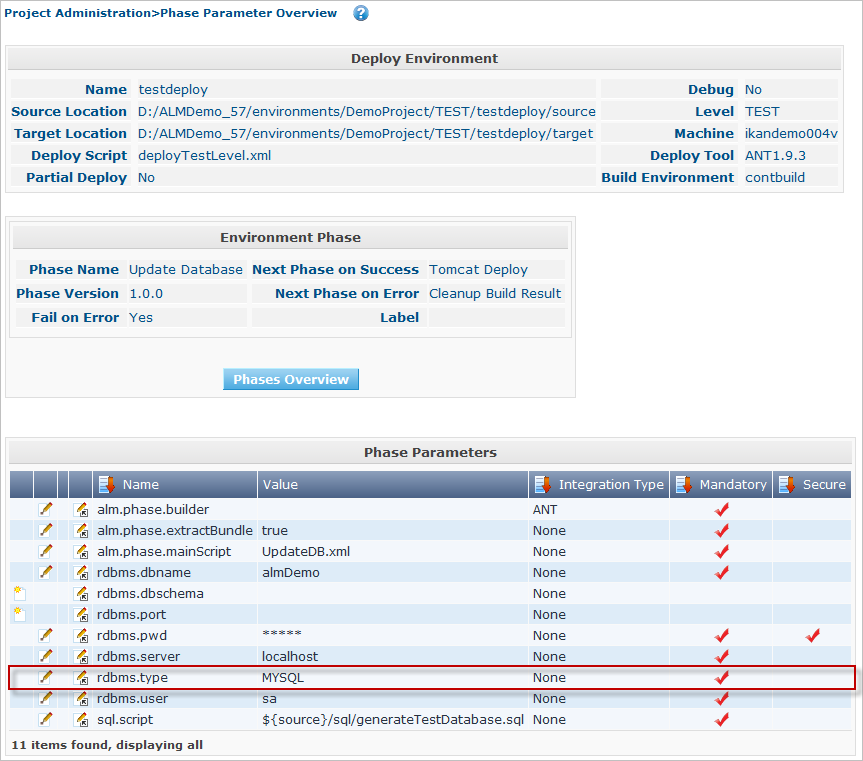 Project Administration>Phase Parameter Overview ?
Deploy Environment
Name testdeploy Debug No
Source Location D:/ALMDemo_57/environments/DemoProject/TEST/testdeploy/source Level TEST
Target Location D:/ALMDemo_57/environments/DemoProject/TEST/testdeploy/target Machine ikandemo004v
Deploy Script deployTestLevel.xml Deploy Tool ANT1.9.3
Partial Deploy No Build Environment contbuild
Environment Phase
Phase Name Update Database Next Phase on Success Tomcat Deploy
Phase Version 1.0.0 Next Phase on Error Cleanup Build Result
Fail on Error Yes Label
Phases Overview
Phase Parameters
Name Value Integration Type Mandatory Secure
alm.phase.builder ANT
alm.phase.extractBundle true None
alm.phase.mainScript UpdateDB.xml None
rdbms.dbname almDemo None
rdbms.dbschema None
rdbms.port None
rdbms.pwd ***** None
rdbms.server localhost None
rdbms.type MYSQL None
rdbms.user sa None
sql.script ${source}/sql/generateTestDatabase.sql None
11 items found, displaying all